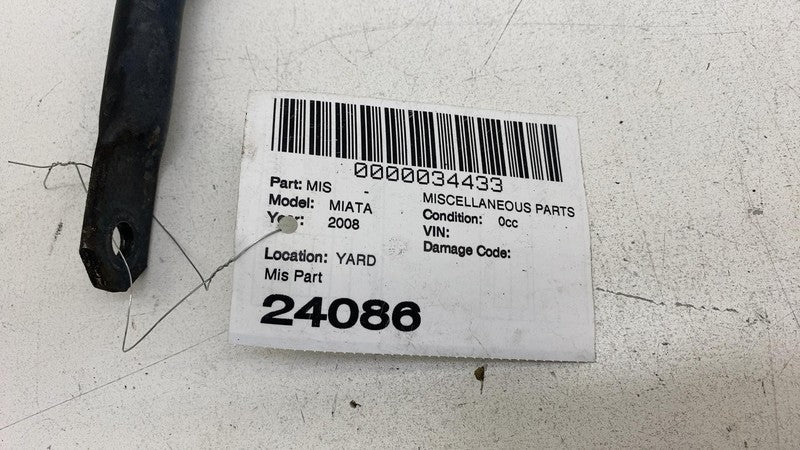 0000034433
Part: MIS - MISCELLANEOUS PARTS
Model: MIATA Condition: 0cc
Year: 2008 VIN:
Damage Code:
Location: YARD
Mis Part
24086